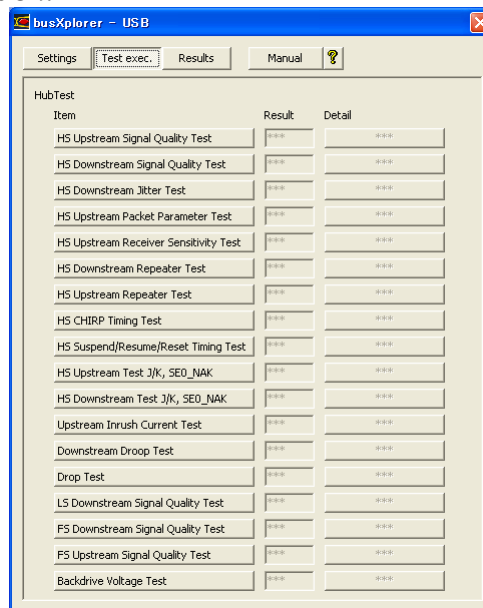 busXplorer - USB
Settings Test exec. Results Manual ?
HubTest
Item Result Detail
HS Upstream Signal Quality Test *** ***
HS Downstream Signal Quality Test *** ***
HS Downstream Jitter Test *** ***
HS Upstream Packet Parameter Test *** ***
HS Upstream Receiver Sensitivity Test *** ***
HS Downstream Repeater Test *** ***
HS Upstream Repeater Test *** ***
HS CHIRP Timing Test *** ***
HS Suspend/Resume/Reset Timing Test *** ***
HS Upstream Test J/K, SE0_NAK *** ***
HS Downstream Test J/K, SE0_NAK *** ***
Upstream Inrush Current Test *** ***
Downstream Droop Test *** ***
Drop Test *** ***
LS Downstream Signal Quality Test *** ***
FS Downstream Signal Quality Test *** ***
FS Upstream Signal Quality Test *** ***
Backdrive Voltage Test *** ***